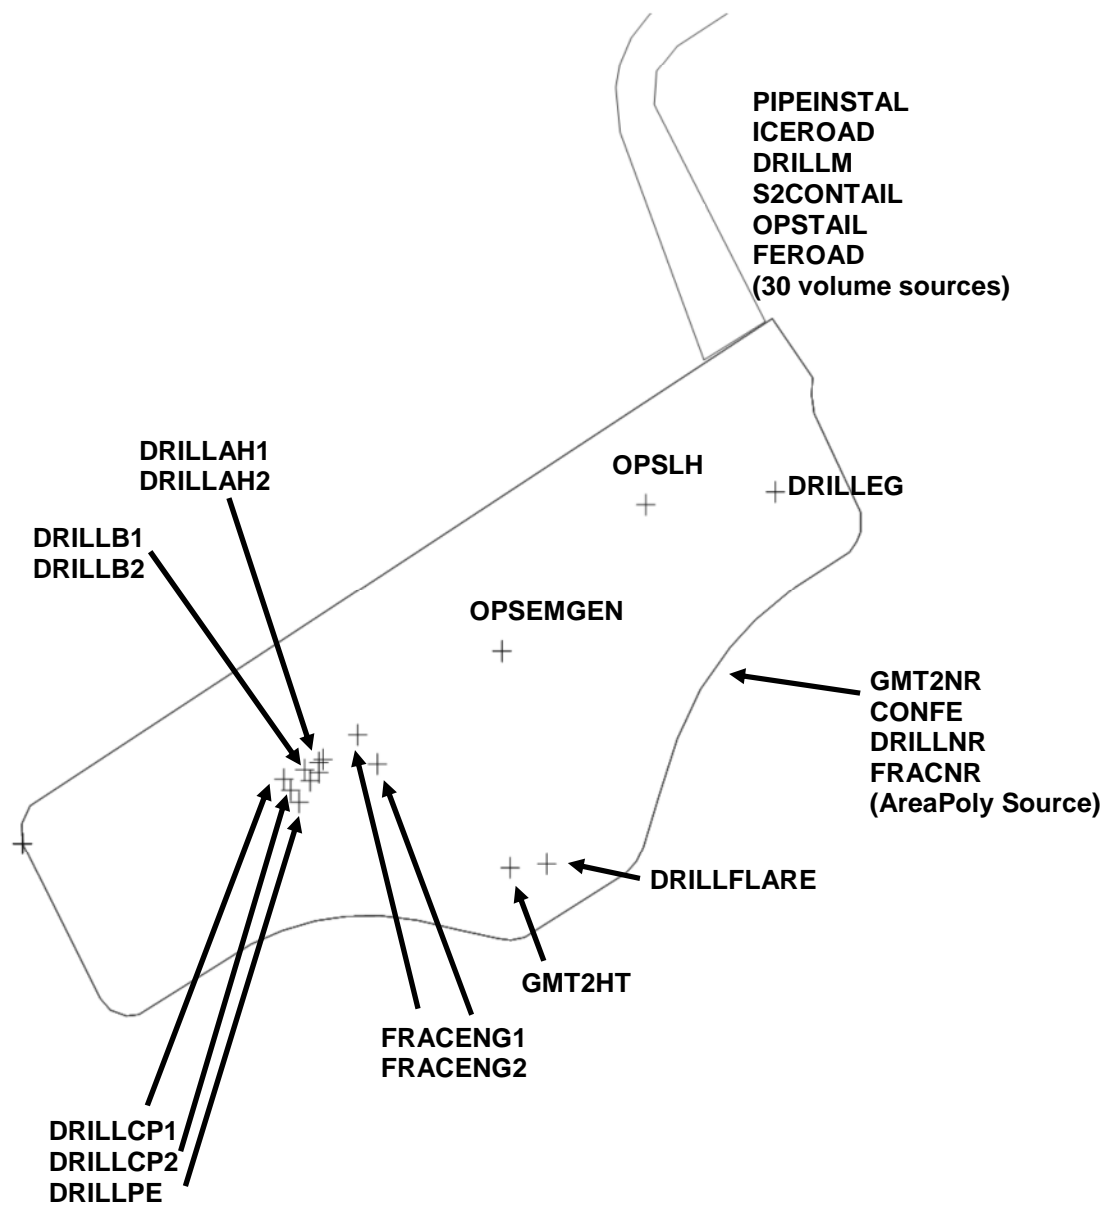 PIPEINSTAL
ICEROAD
DRILLM
S2CONTAIL
OPSTAIL
FEROAD
(30 volume sources)
DRILLAH1
DRILLAH2
OPSLH
DRILLEG
DRILLB1
DRILLB2
OPSEMGEN
GMT2NR
CONFE
DRILLNR
FRACNR
(AreaPoly Source)
DRILLFLARE
GMT2HT
FRACENG1
FRACENG2
DRILLCP1
DRILLCP2
DRILLPE